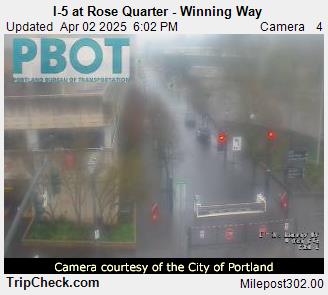 I-5 at Rose Quarter - Winning Way
Updated Apr 02 2025 6:02 PM Camera 4
PBOT
PORTLAND BUREAU OF TRANSPORTATION
Camera courtesy of the City of Portland
TripCheck.com Milepost302.00